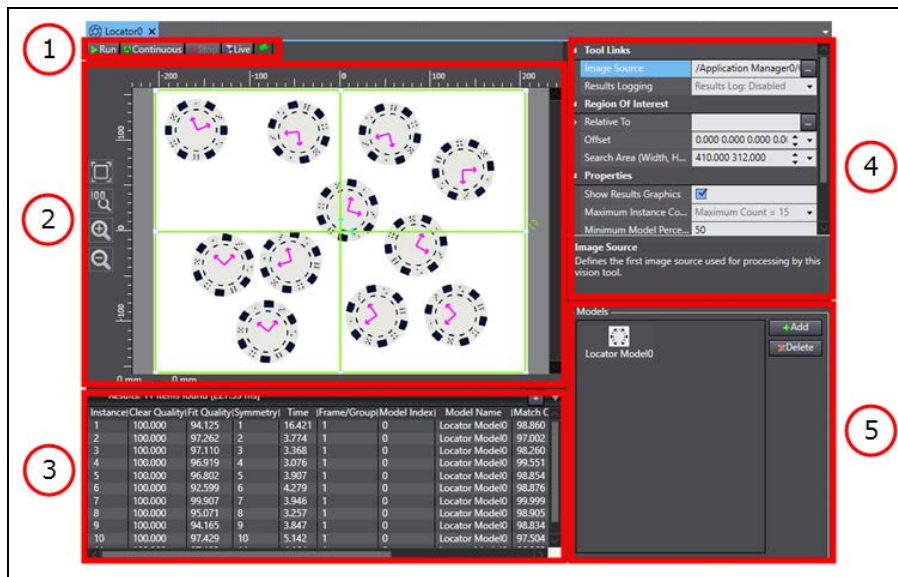 Locator0
1
Run Continuous Stop Live
-200 -100 0 100 200
100
0
-100
100
0 mm 0 mm
2
Results: 11 items found [227.33 ms]
Instance Clear Quality Fit Quality Symmetry Time Frame/Group Model Index Model Name Match
1 100.000 94.125 1 16.421 1 0 Locator Model0 98.860
2 100.000 97.262 2 3.774 1 0 Locator Model0 97.002
3 100.000 97.110 3 3.368 1 0 Locator Model0 98.260
4 100.000 96.919 4 3.076 1 0 Locator Model0 99.551
5 100.000 96.802 5 3.907 1 0 Locator Model0 98.854
6 100.000 92.599 6 4.279 1 0 Locator Model0 98.876
7 100.000 99.907 7 3.946 1 0 Locator Model0 99.999
8 100.000 95.071 8 3.257 1 0 Locator Model0 98.905
9 100.000 94.165 9 3.847 1 0 Locator Model0 98.834
10 100.000 97.429 10 5.142 1 0 Locator Model0 97.504
3
Tool Links
Image Source /Application Manager0/ ...
Results Logging Results Log: Disabled
Region Of Interest
Relative To ...
Offset 0.000 0.000 0.000 0.0
Search Area (Width, H... 410.000 312.000
Properties
Show Results Graphics
Maximum Instance Co... Maximum Count = 15
Minimum Model Perce... 50
Image Source
Defines the first image source used for processing by this
vision tool.
4
Models
Locator Model0
Add
Delete
5